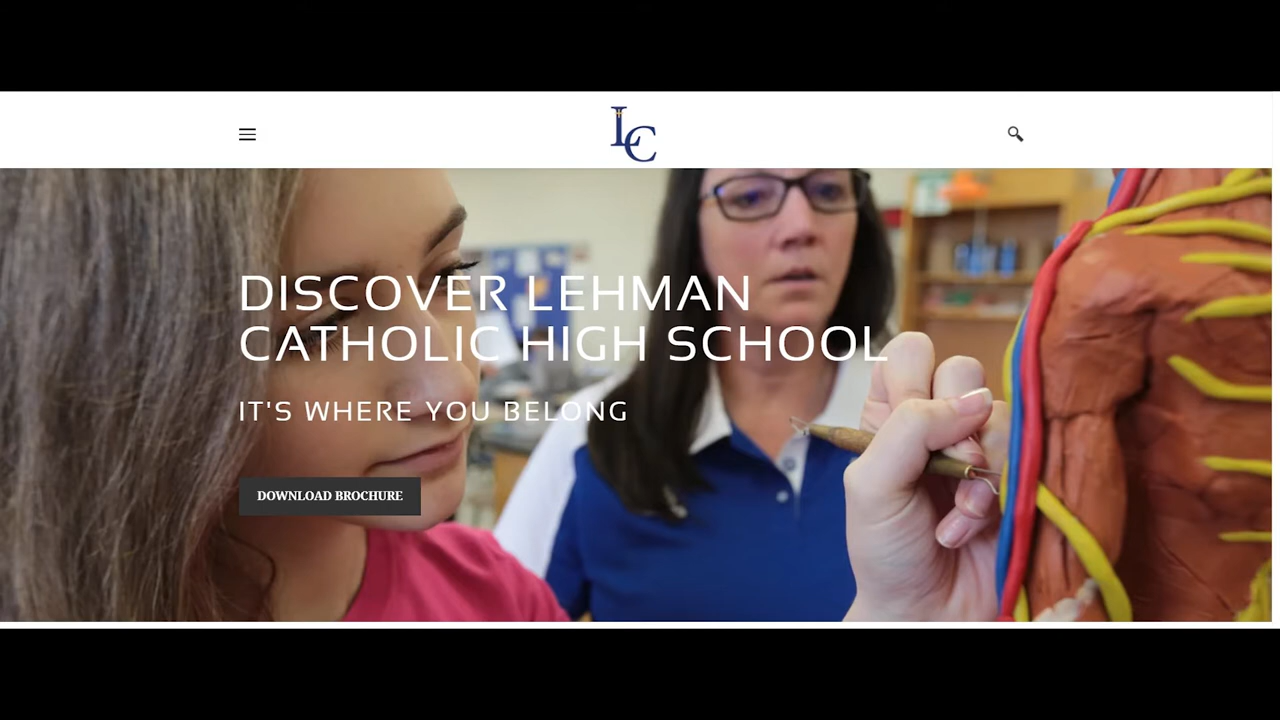 LC
DISCOVER LEHMAN
CATHOLIC HIGH SCHOOL
IT'S WHERE YOU BELONG
DOWNLOAD BROCHURE